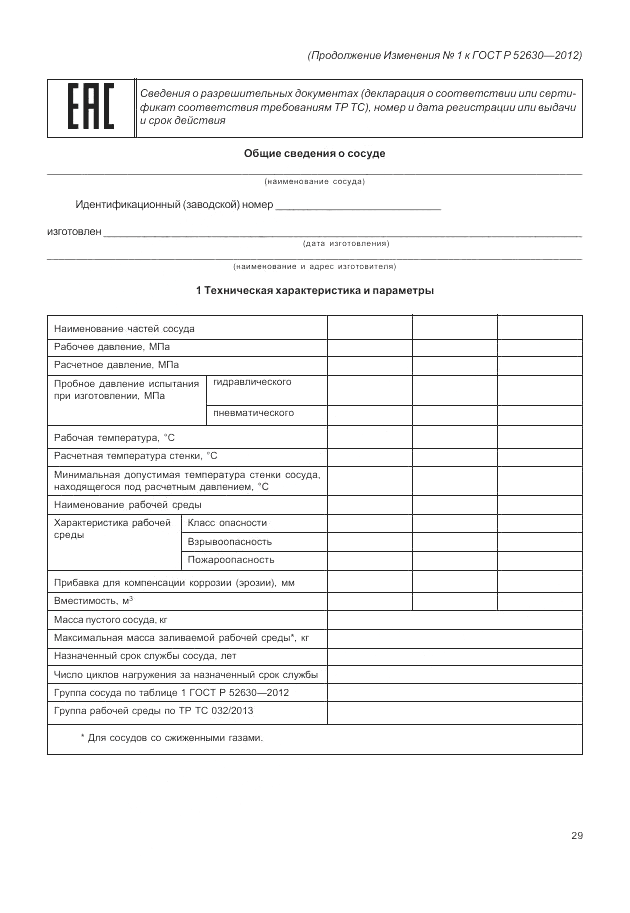 (Продолжение Изменения № 1 к ГОСТ Р 52630—2012)
ЕАС
Сведения о разрешительных документах (декларация о соответствии или серти-
фикат соответствия требованиям ТР ТС), номер и дата регистрации или выдачи
и срок действия
Общие сведения о сосуде
(наименование сосуда)
Идентификационный (заводской) номер
изготовлен
(дата изготовления)
(наименование и адрес изготовителя)
1 Техническая характеристика и параметры
Наименование частей сосуда
Рабочее давление, МПа
Расчетное давление, МПа
Пробное давление испытания
при изготовлении, МПа
гидравлического
пневматического
Рабочая температура, °С
Расчетная температура стенки, °С
Минимальная допустимая температура стенки сосуда,
находящегося под расчетным давлением, °С
Наименование рабочей среды
Характеристика рабочей
среды
Класс опасности
Взрывоопасность
Пожароопасность
Прибавка для компенсации коррозии (эрозии), мм
Вместимость, м³
Масса пустого сосуда, кг
Максимальная масса заливаемой рабочей среды*, кг
Назначенный срок службы сосуда, лет
Число циклов нагружения за назначенный срок службы
Группа сосуда по таблице 1 ГОСТ Р 52630—2012
Группа рабочей среды по ТР ТС 032/2013
* Для сосудов со сжиженными газами.
29